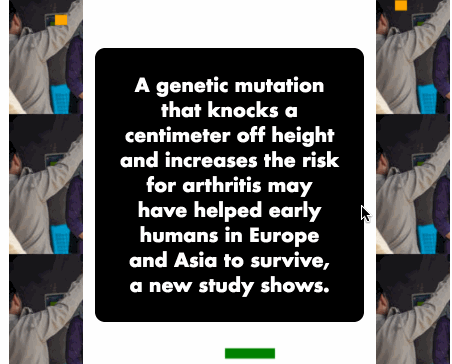 A genetic mutation
that knocks a
centimeter off height
and increases the risk
for arthritis may
have helped early
humans in Europe
and Asia to survive,
a new study shows.